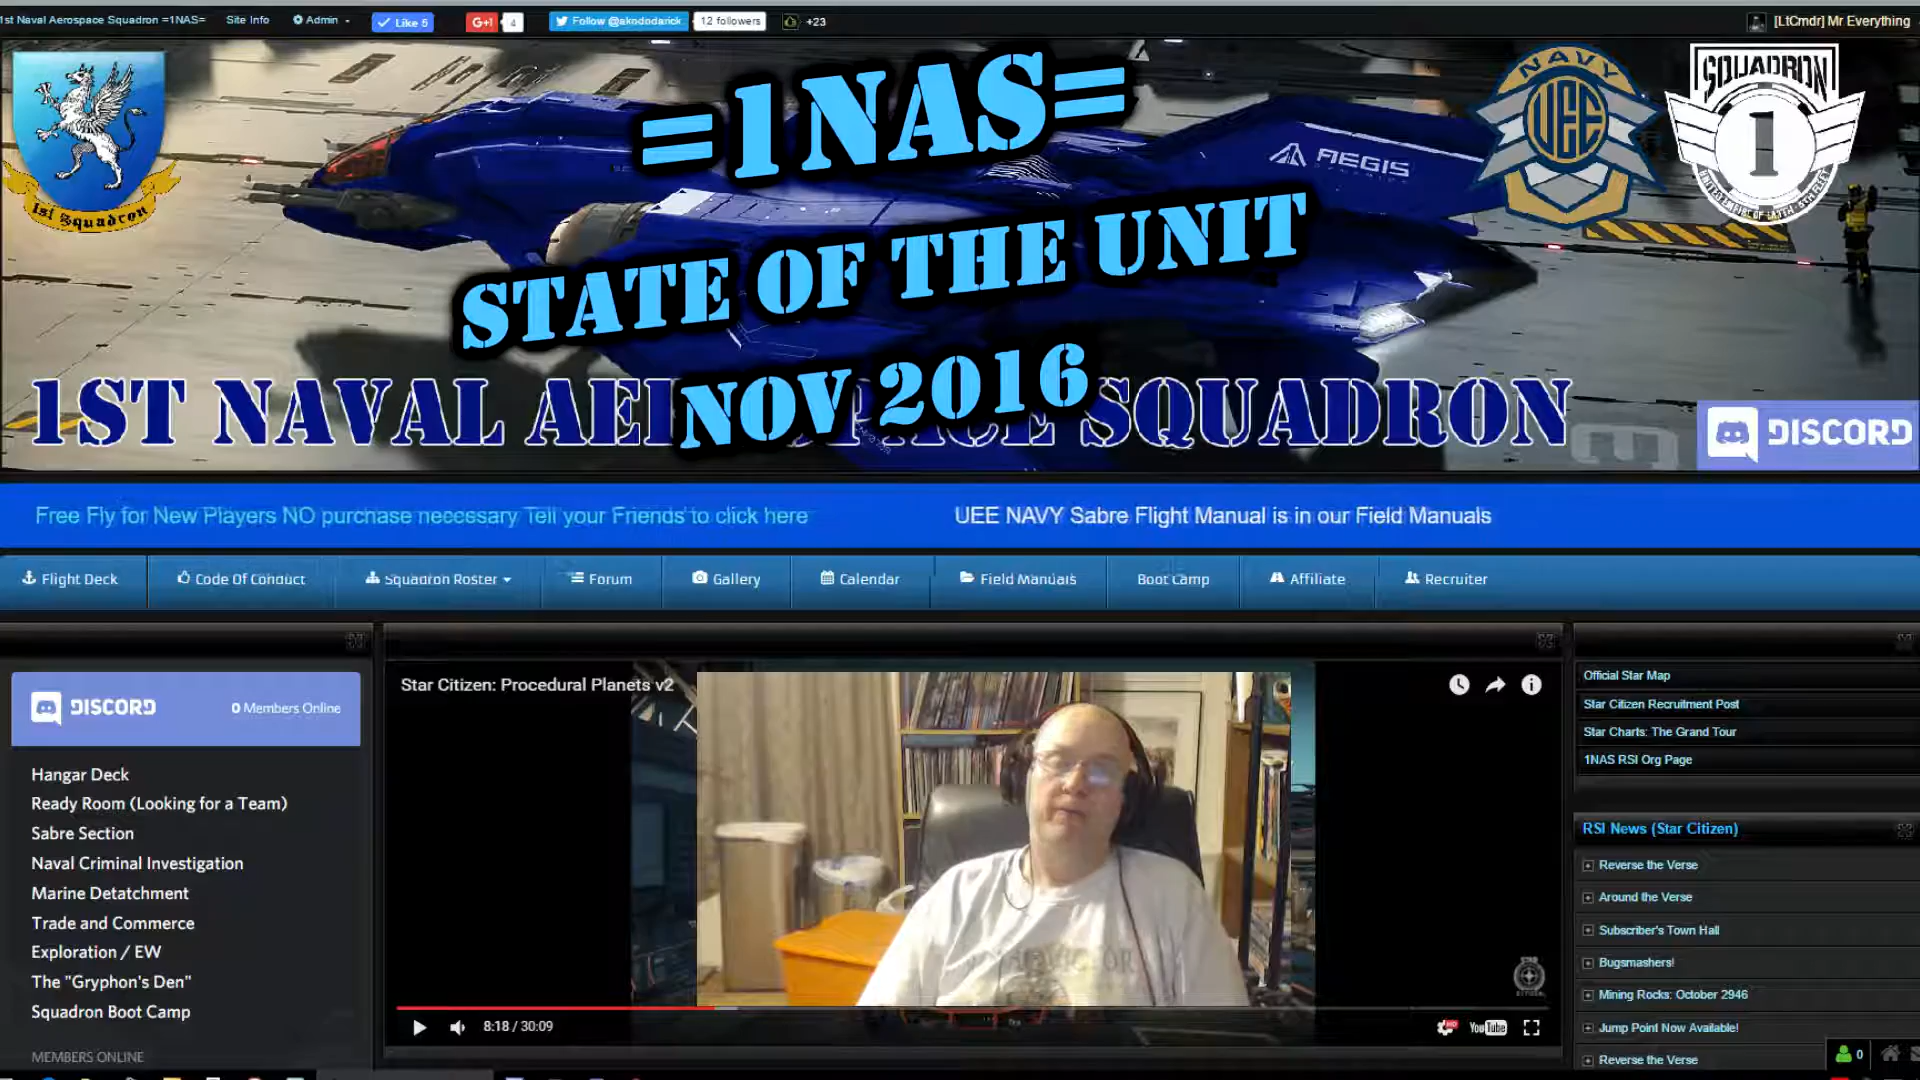 1st Naval Aerospace Squadron =1NAS=
Site Info
Admin
Like 5
G+1
4
Follow @akododarick
12 followers
+23
[LtCmdr] Mr Everything
=1NAS=
STATE OF THE UNIT
NOV 2016
1ST NAVAL AEROSPACE SQUADRON
1st Squadron
AEGIS
NAVY
UEE
SQUADRON
1
DISCORD
Free Fly for New Players NO purchase necessary Tell your Friends to click here
UEE NAVY Sabre Flight Manual is in our Field Manuals
Flight Deck
Code Of Conduct
Squadron Roster
Forum
Gallery
Calendar
Field Manuals
Boot Camp
Affiliate
Recruiter
DISCORD
0 Members Online
Hangar Deck
Ready Room (Looking for a Team)
Sabre Section
Naval Criminal Investigation
Marine Detatchment
Trade and Commerce
Exploration / EW
The "Gryphon's Den"
Squadron Boot Camp
MEMBERS ONLINE
Star Citizen: Procedural Planets v2
8:18 / 30:09
YouTube
Official Star Map
Star Citizen Recruitment Post
Star Charts: The Grand Tour
1NAS RSI Org Page
RSI News (Star Citizen)
Reverse the Verse
Around the Verse
Subscriber's Town Hall
Bugsmashers!
Mining Rocks: October 2946
Jump Point Now Available!
Reverse the Verse
0